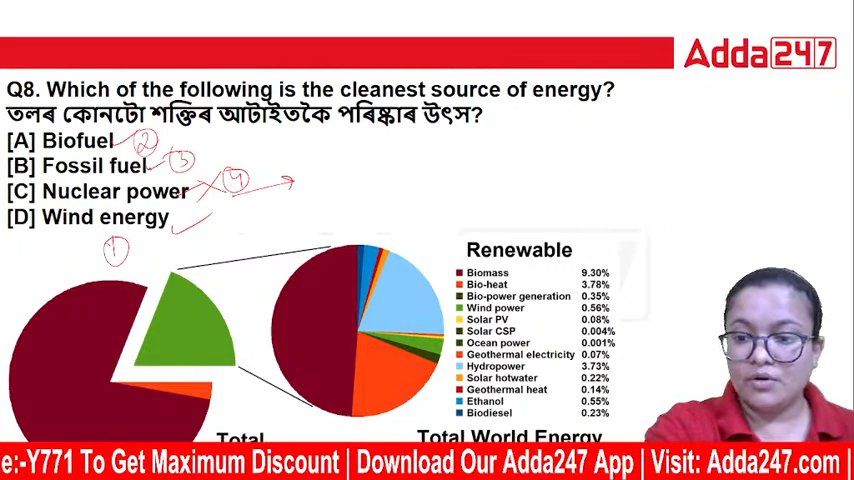 Adda247
Q8. Which of the following is the cleanest source of energy?
তলৰ কোনটো শক্তিৰ আটাইতকৈ পৰিষ্কাৰ উৎস?
[A] Biofuel 2
[B] Fossil fuel 3
[C] Nuclear power 4
[D] Wind energy
1
Renewable
Biomass 9.30%
Bio-heat 3.78%
Bio-power generation 0.35%
Wind power 0.56%
Solar PV 0.08%
Solar CSP 0.004%
Ocean power 0.001%
Geothermal electricity 0.07%
Hydropower 3.73%
Solar hotwater 0.22%
Geothermal heat 0.14%
Ethanol 0.55%
Biodiesel 0.23%
Total
Total World Energy
e:-Y771 To Get Maximum Discount | Download Our Adda247 App | Visit: Adda247.com |